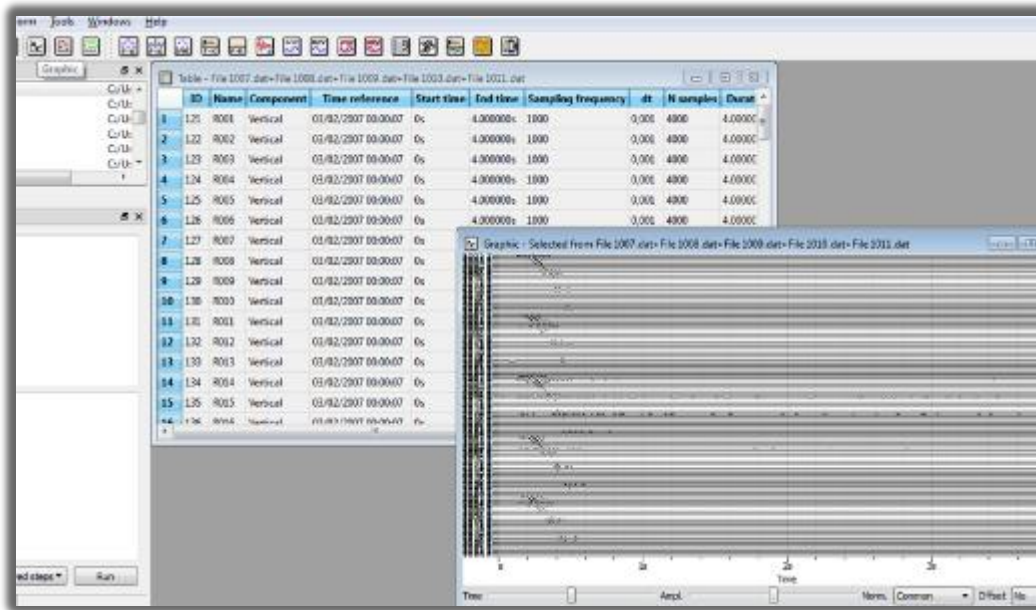 Tools Windows Help
Graphic
C:/U:
C:/U:
C:/U:
C:/U:
C:/U:
Table - File 1007.dat+File 1008.dat+File 1009.dat+File 1010.dat+File 1011.dat
ID Name Component Time reference Start time End time Sampling frequency dt N samples Durat
1 121 R001 Vertical 03/02/2007 00:00:07 0s 4.000000s 1000 0,001 4000 4.00000
2 122 R002 Vertical 03/02/2007 00:00:07 0s 4.000000s 1000 0,001 4000 4.00000
3 123 R003 Vertical 03/02/2007 00:00:07 0s 4.000000s 1000 0,001 4000 4.00000
4 124 R004 Vertical 03/02/2007 00:00:07 0s 4.000000s 1000 0,001 4000 4.00000
5 125 R005 Vertical 03/02/2007 00:00:07 0s 4.000000s 1000 0,001 4000 4.00000
6 126 R006 Vertical 03/02/2007 00:00:07 0s 4.000000s 1000 0,001 4000 4.00000
7 127 R007 Vertical 03/02/2007 00:00:07 0s
8 128 R008 Vertical 03/02/2007 00:00:07 0s
9 129 R009 Vertical 03/02/2007 00:00:07 0s
10 130 R010 Vertical 03/02/2007 00:00:07 0s
11 131 R011 Vertical 03/02/2007 00:00:07 0s
12 132 R012 Vertical 03/02/2007 00:00:07 0s
13 133 R013 Vertical 03/02/2007 00:00:07 0s
14 134 R014 Vertical 03/02/2007 00:00:07 0s
15 135 R015 Vertical 03/02/2007 00:00:07 0s
Graphic - Selected from File 1007.dat+File 1008.dat+File 1009.dat+File 1010.dat+File 1011.dat
Time
steps Run
Time Ampl. Norm. Common Offset No